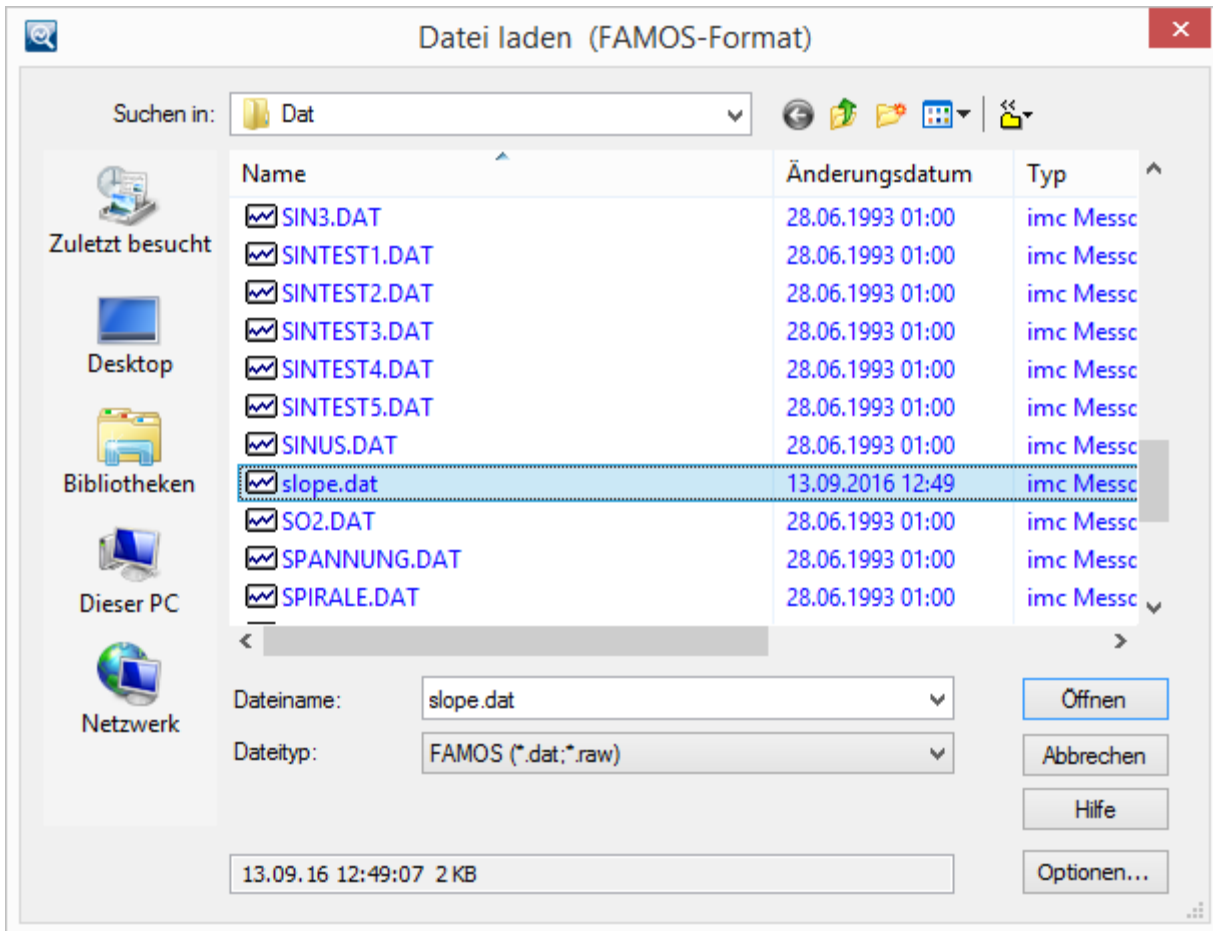 Datei laden (FAMOS-Format)
Suchen in: Dat
Name Änderungsdatum Typ
SIN3.DAT 28.06.1993 01:00 imc Messc
SINTEST1.DAT 28.06.1993 01:00 imc Messc
SINTEST2.DAT 28.06.1993 01:00 imc Messc
SINTEST3.DAT 28.06.1993 01:00 imc Messc
SINTEST4.DAT 28.06.1993 01:00 imc Messc
SINTEST5.DAT 28.06.1993 01:00 imc Messc
SINUS.DAT 28.06.1993 01:00 imc Messc
slope.dat 13.09.2016 12:49 imc Messc
SO2.DAT 28.06.1993 01:00 imc Messc
SPANNUNG.DAT 28.06.1993 01:00 imc Messc
SPIRALE.DAT 28.06.1993 01:00 imc Messc
Zuletzt besucht
Desktop
Bibliotheken
Dieser PC
Netzwerk
Dateiname: slope.dat Öffnen
Dateityp: FAMOS (*.dat;*.raw) Abbrechen
Hilfe
13.09.16 12:49:07 2 KB Optionen...